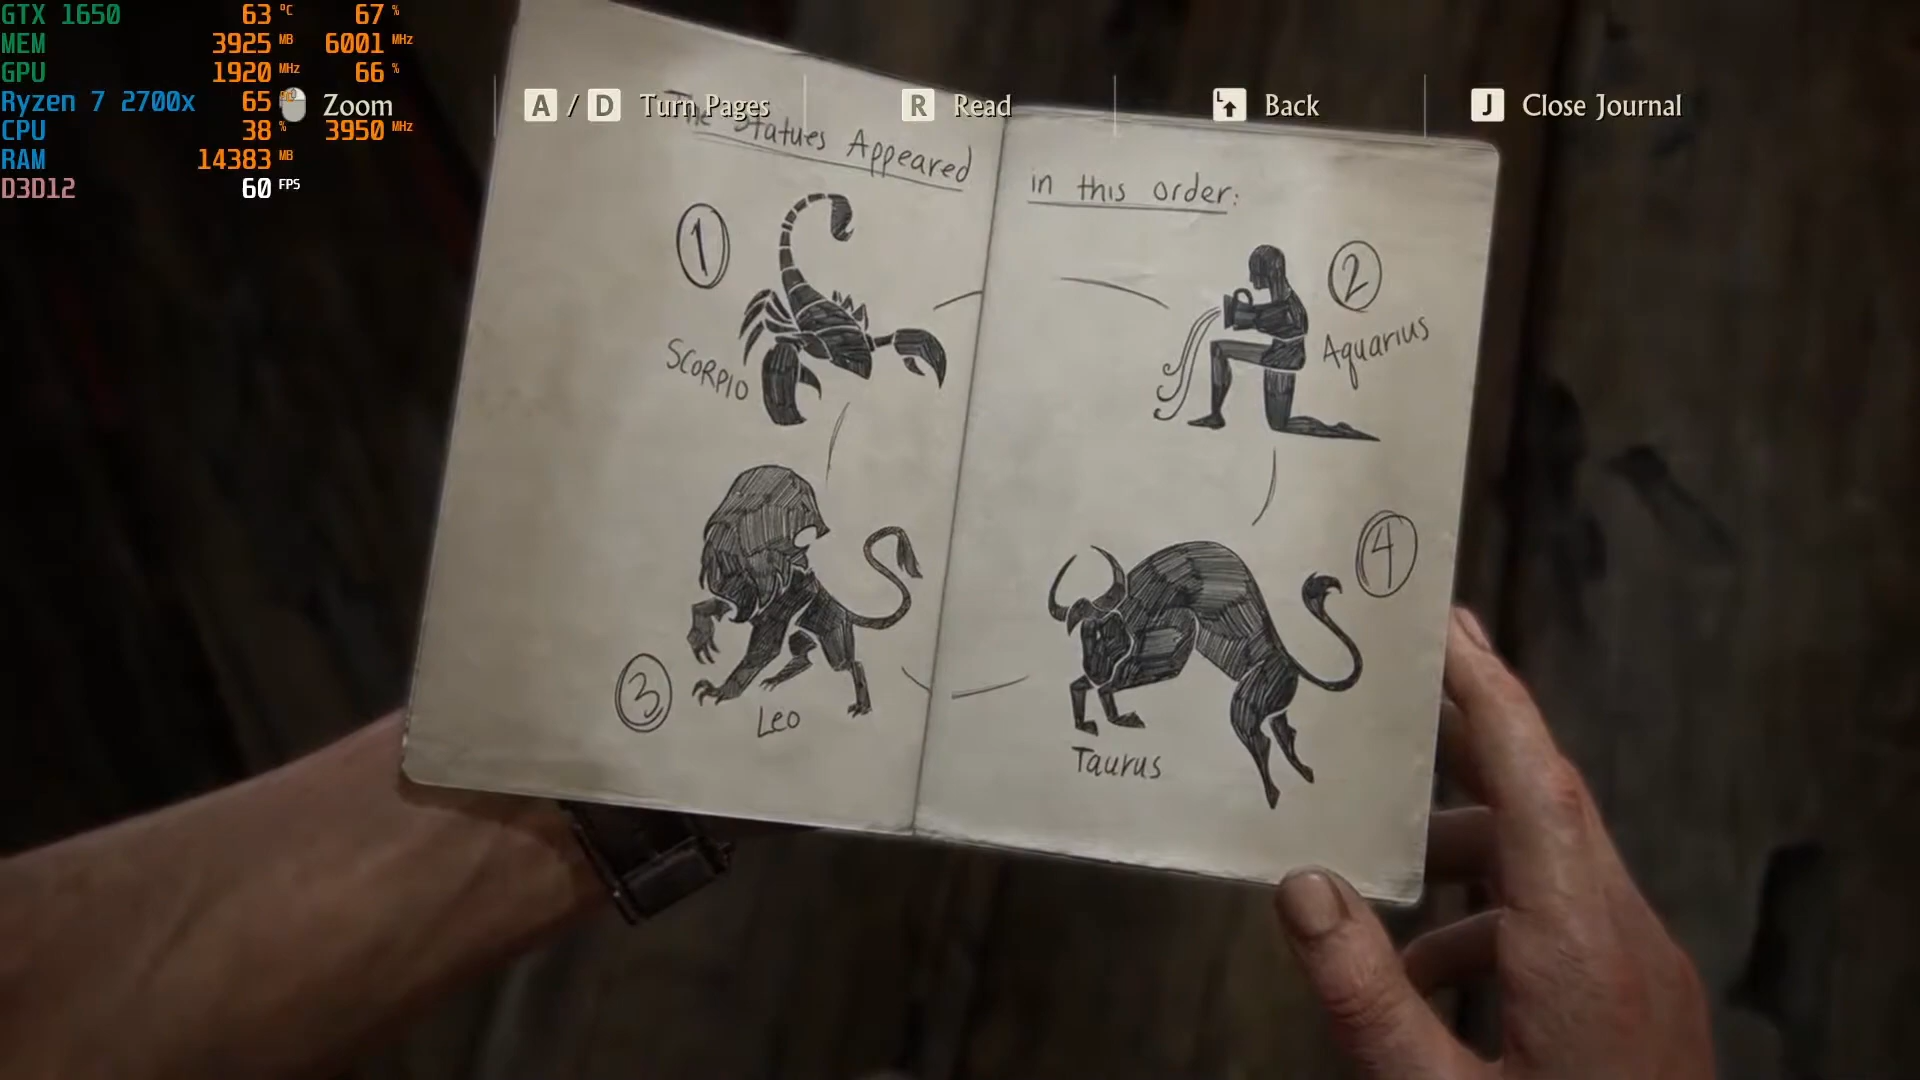 GTX 1650 63 °C 67 %
MEM 3925 MB 6001 MHz
GPU 1920 MHz 66 %
Ryzen 7 2700x 65 °C
CPU 38 % 3950 MHz
RAM 14383 MB
D3D12 60 FPS
Zoom
A / D Turn Pages
R Read
L Back
J Close Journal
The Statues Appeared
in this order:
1
Scorpio
2
Aquarius
3
Leo
4
Taurus